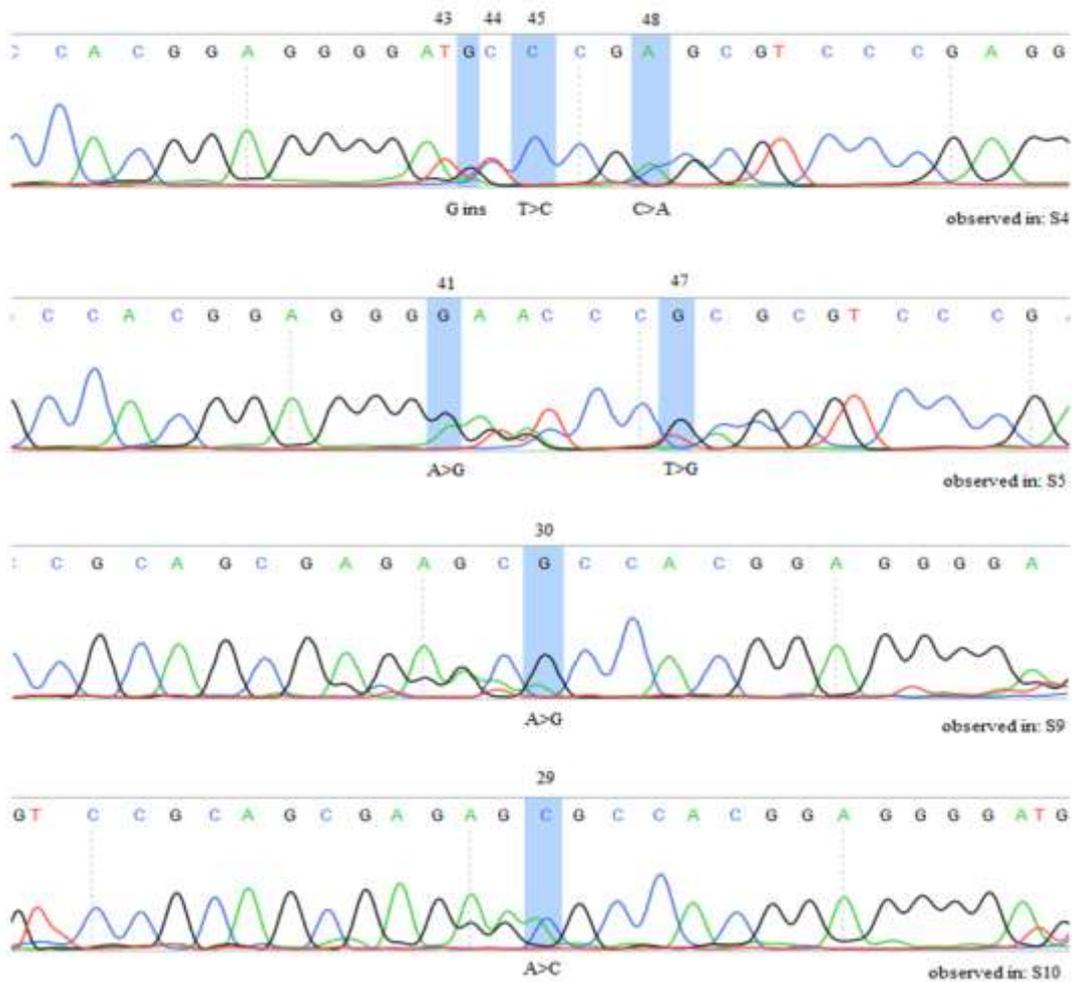 43 44 45 48
C C A C G G A G G G G A T G C C C G A G C G T C C C G A G G
G ins T>C C>A
observed in: S4
41 47
C C A C G G A G G G G A A C C C G C G C G T C C C G
A>G T>G
observed in: S5
30
C C G C A G C G A G A G C G C C A C G G A G G G G A
A>G
observed in: S9
29
G T C C G C A G C G A G A G C G C C A C G G A G G G G A T G
A>C
observed in: S10